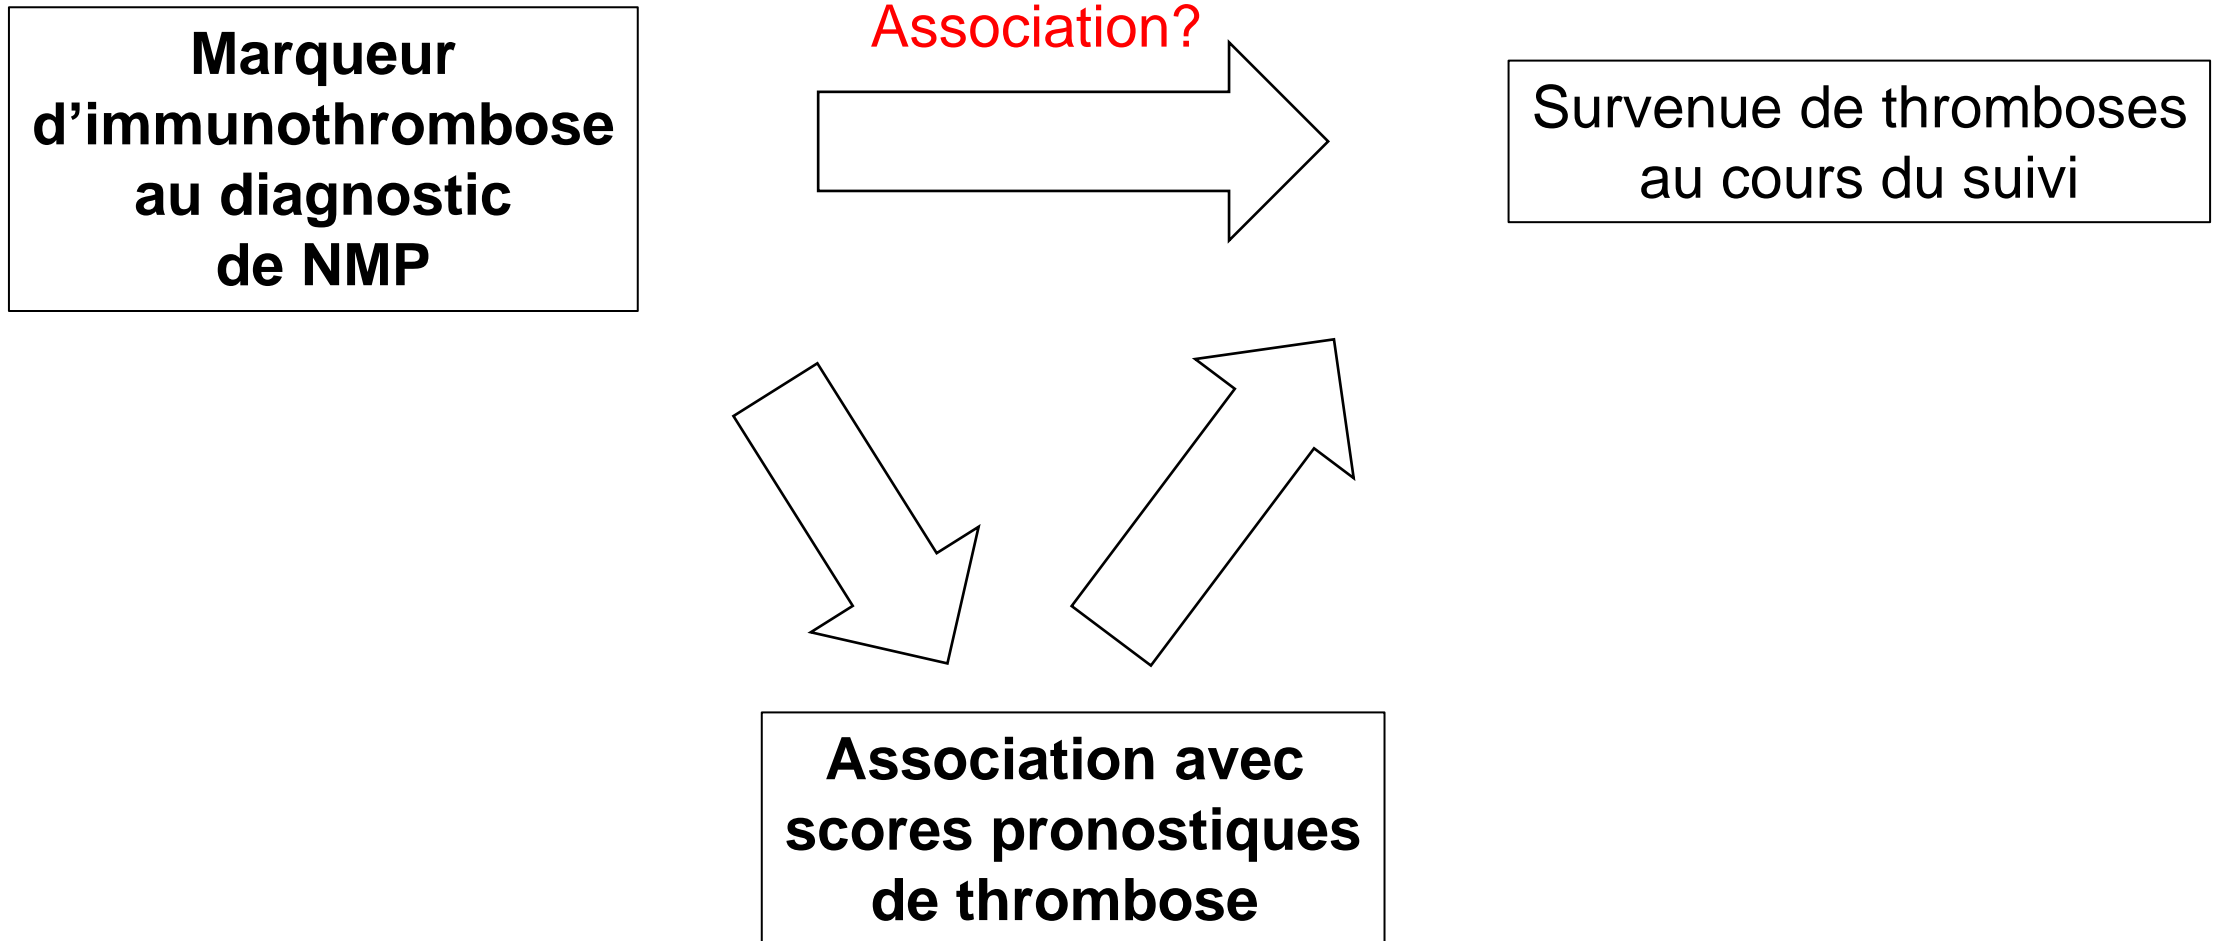 Marqueur
d’immunothrombose
au diagnostic
de NMP
Association?
Survenue de thromboses
au cours du suivi
Association avec
scores pronostiques
de thrombose